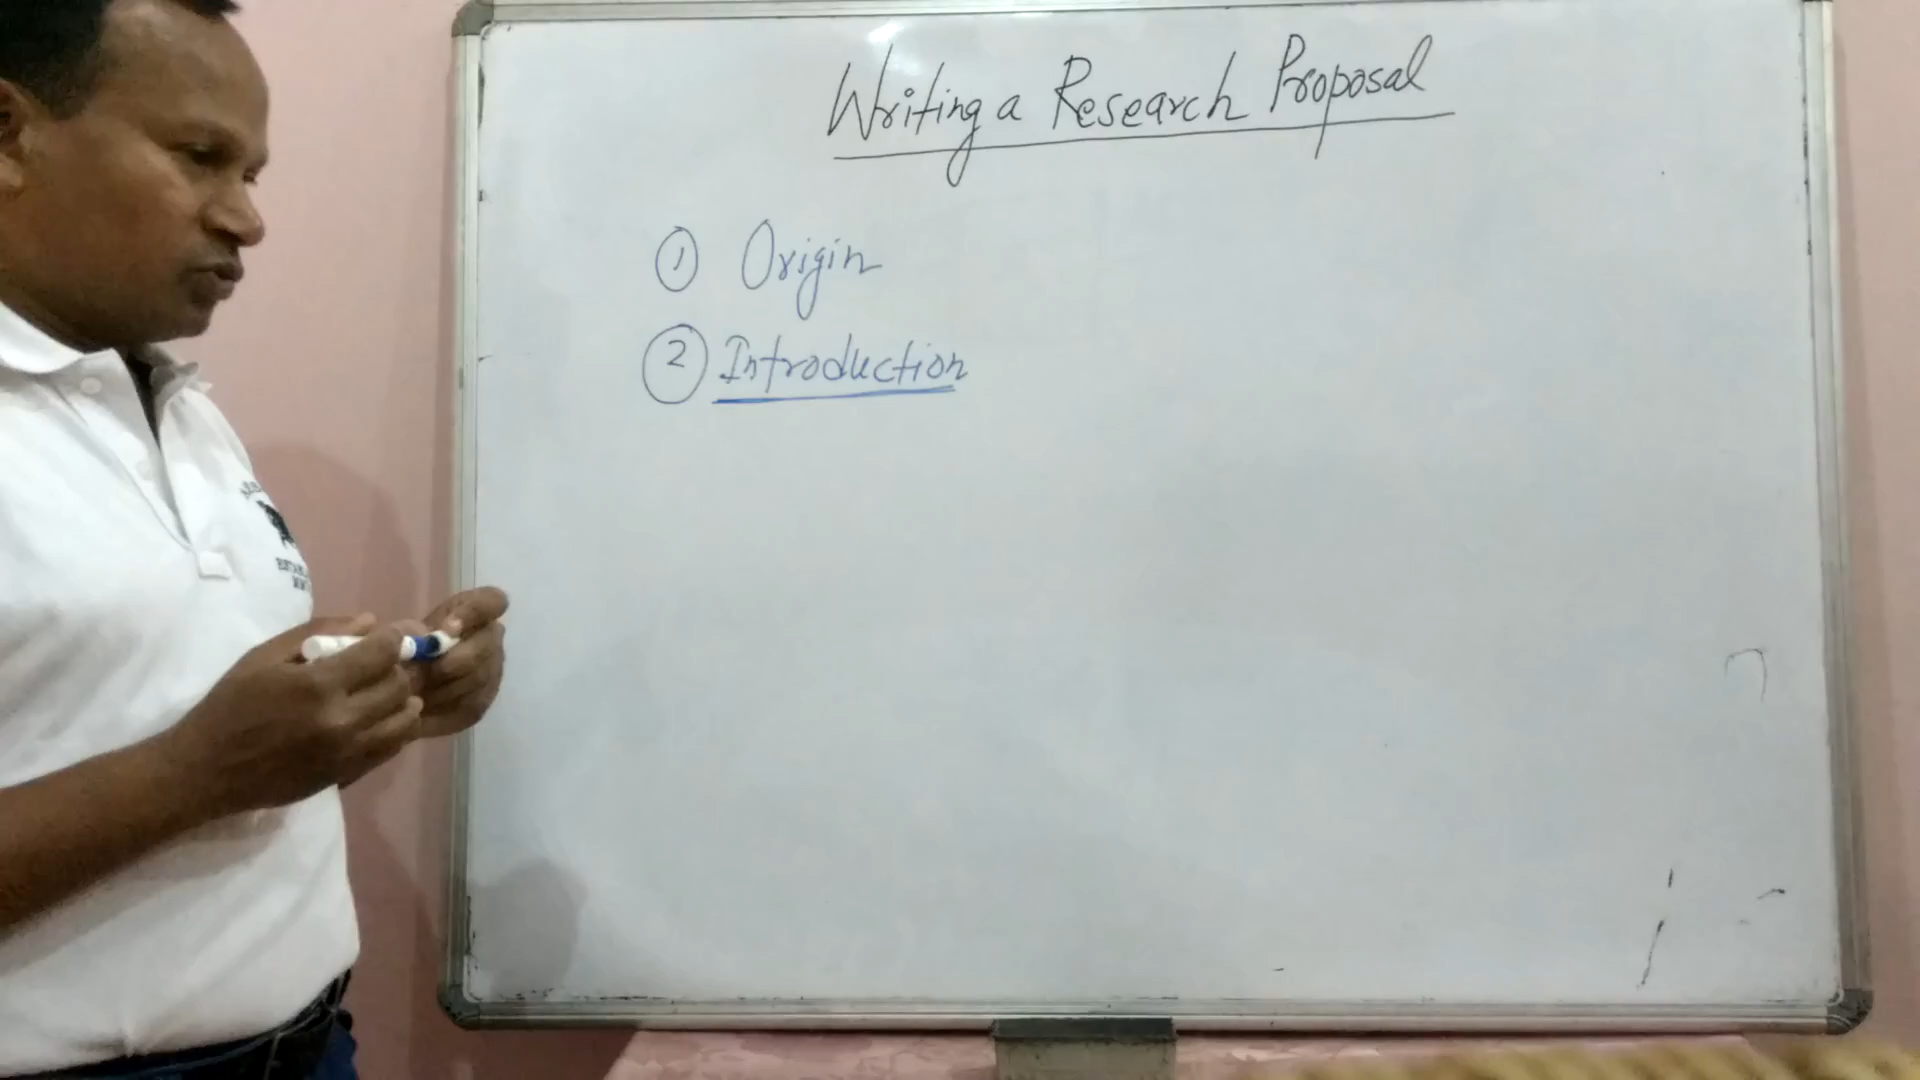 Writing a Research Proposal
① Origin
② Introduction